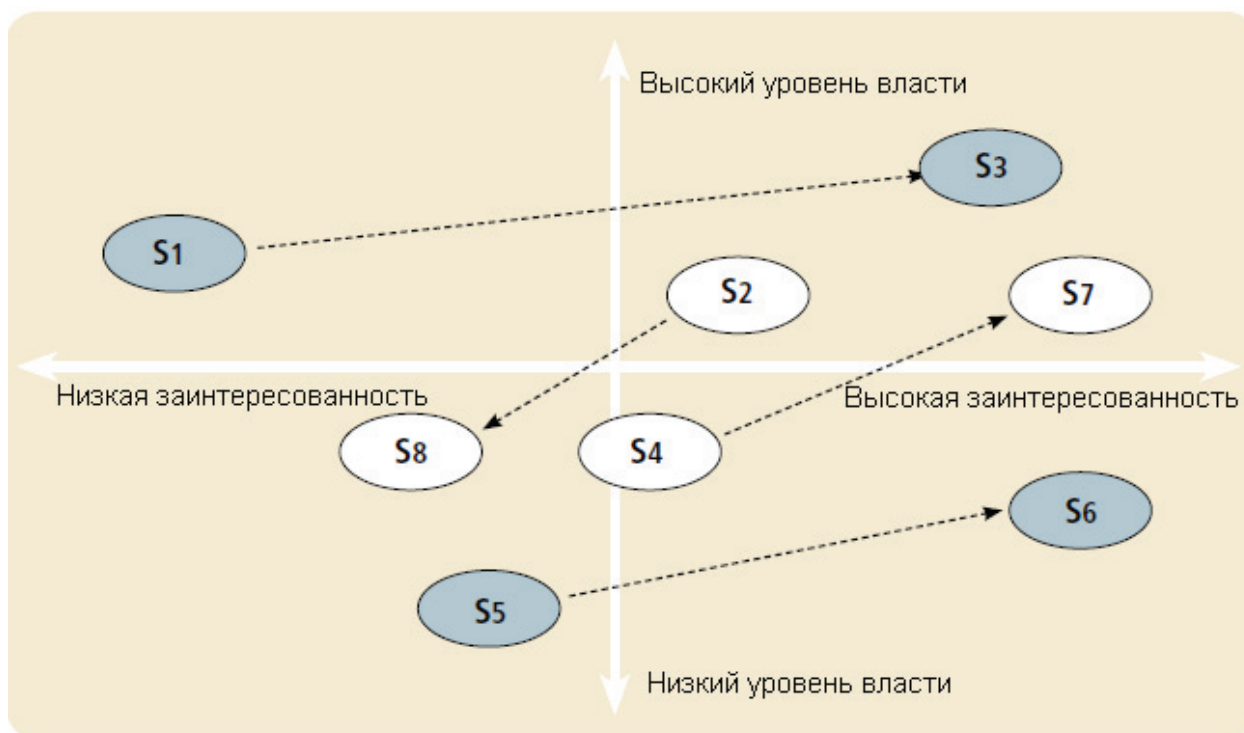 Высокий уровень власти
S3
S1
S2
S7
Низкая заинтересованность
Высокая заинтересованность
S8
S4
S6
S5
Низкий уровень власти